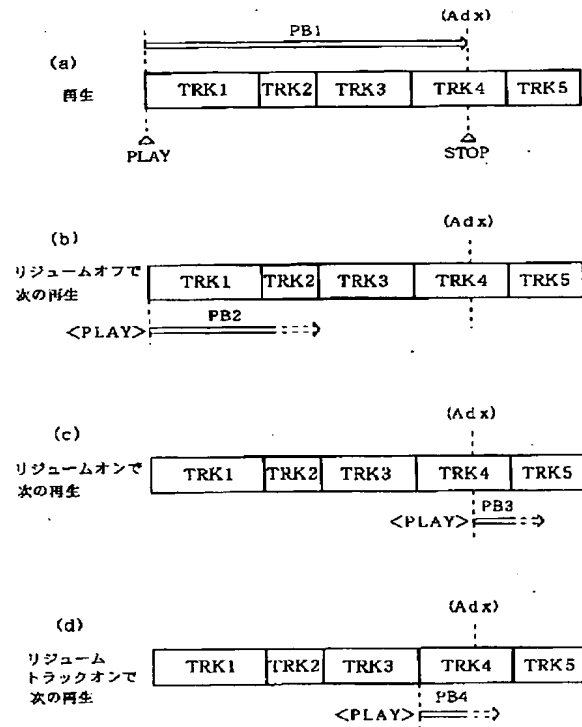 (Adx)
PB1
(a)
再生
TRK1 TRK2 TRK3 TRK4 TRK5
PLAY STOP
(Adx)
(b)
リジュームオフで
次の再生
TRK1 TRK2 TRK3 TRK4 TRK5
<PLAY> PB2
(Adx)
(c)
リジュームオンで
次の再生
TRK1 TRK2 TRK3 TRK4 TRK5
<PLAY> PB3
(Adx)
(d)
リジューム
トラックオンで
次の再生
TRK1 TRK2 TRK3 TRK4 TRK5
<PLAY> PB4